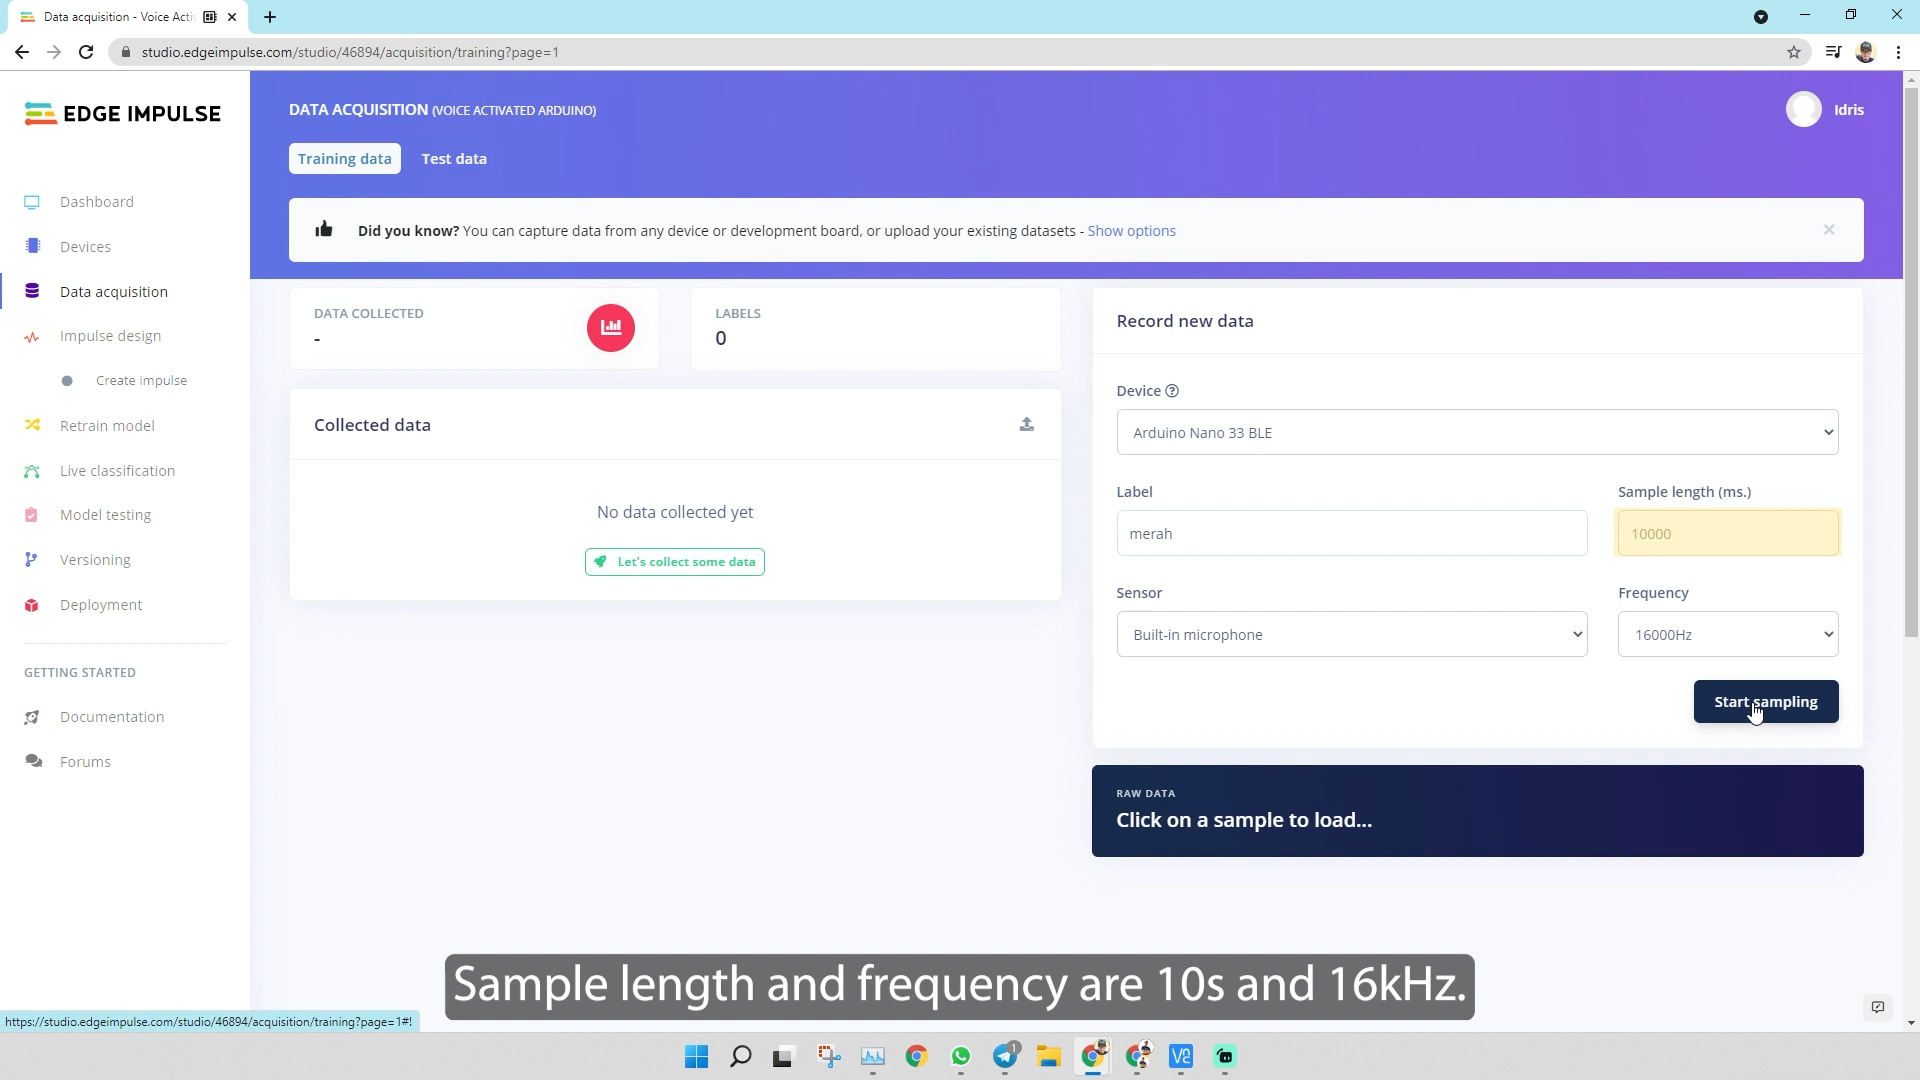 Data acquisition - Voice Activ
studio.edgeimpulse.com/studio/46894/acquisition/training?page=1
EDGE IMPULSE
DATA ACQUISITION (VOICE ACTIVATED ARDUINO)
Idris
Training data
Test data
Did you know? You can capture data from any device or development board, or upload your existing datasets - Show options
Dashboard
Devices
Data acquisition
Impulse design
Create impulse
Retrain model
Live classification
Model testing
Versioning
Deployment
GETTING STARTED
Documentation
Forums
DATA COLLECTED
-
LABELS
0
Collected data
No data collected yet
Let's collect some data
Record new data
Device
Arduino Nano 33 BLE
Label
Sample length (ms.)
merah
10000
Sensor
Frequency
Built-in microphone
16000Hz
Start sampling
RAW DATA
Click on a sample to load...
Sample length and frequency are 10s and 16kHz.
https://studio.edgeimpulse.com/studio/46894/acquisition/training?page=1#!
1